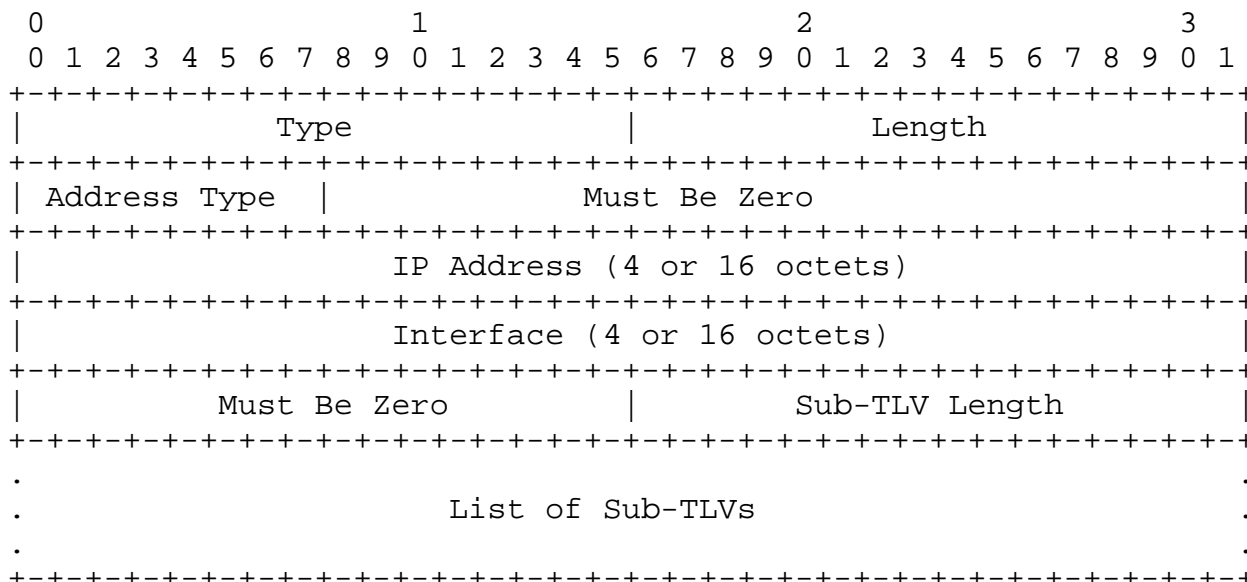 0                   1                   2                   3
 0 1 2 3 4 5 6 7 8 9 0 1 2 3 4 5 6 7 8 9 0 1 2 3 4 5 6 7 8 9 0 1
+-+-+-+-+-+-+-+-+-+-+-+-+-+-+-+-+-+-+-+-+-+-+-+-+-+-+-+-+-+-+-+-+
|             Type              |            Length             |
+-+-+-+-+-+-+-+-+-+-+-+-+-+-+-+-+-+-+-+-+-+-+-+-+-+-+-+-+-+-+-+-+
| Address Type  |             Must Be Zero                      |
+-+-+-+-+-+-+-+-+-+-+-+-+-+-+-+-+-+-+-+-+-+-+-+-+-+-+-+-+-+-+-+-+
|                   IP Address (4 or 16 octets)                 |
+-+-+-+-+-+-+-+-+-+-+-+-+-+-+-+-+-+-+-+-+-+-+-+-+-+-+-+-+-+-+-+-+
|                   Interface (4 or 16 octets)                  |
+-+-+-+-+-+-+-+-+-+-+-+-+-+-+-+-+-+-+-+-+-+-+-+-+-+-+-+-+-+-+-+-+
|          Must Be Zero         |        Sub-TLV Length         |
+-+-+-+-+-+-+-+-+-+-+-+-+-+-+-+-+-+-+-+-+-+-+-+-+-+-+-+-+-+-+-+-+
.                                                               .
.                      List of Sub-TLVs                         .
.                                                               .
+-+-+-+-+-+-+-+-+-+-+-+-+-+-+-+-+-+-+-+-+-+-+-+-+-+-+-+-+-+-+-+-+